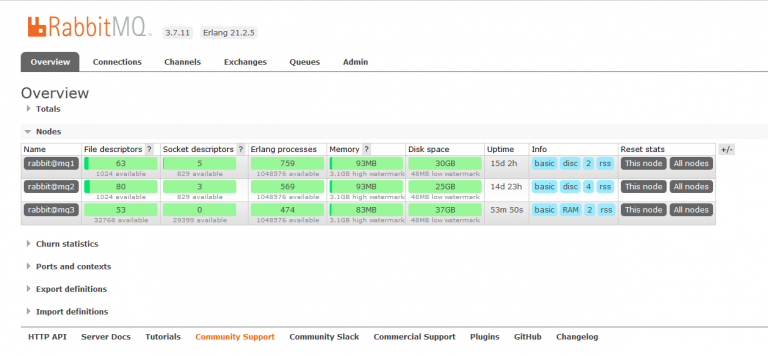 RabbitMQ 3.7.11 Erlang 21.2.5
Overview Connections Channels Exchanges Queues Admin
Overview
Totals
Nodes
Name File descriptors ? Socket descriptors ? Erlang processes Memory ? Disk space Uptime Info Reset stats +/-
rabbit@mq1 63 5 759 93MB 30GB 15d 2h basic disc 2 rss This node All nodes
1024 available 829 available 1048576 available 3.1GB high watermark 48MB low watermark
rabbit@mq2 80 3 569 93MB 25GB 14d 23h basic disc 4 rss This node All nodes
1024 available 829 available 1048576 available 3.1GB high watermark 48MB low watermark
rabbit@mq3 53 0 474 83MB 37GB 53m 50s basic RAM 2 rss This node All nodes
32768 available 29399 available 1048576 available 3.1GB high watermark 48MB low watermark
Churn statistics
Ports and contexts
Export definitions
Import definitions
HTTP API Server Docs Tutorials Community Support Community Slack Commercial Support Plugins GitHub Changelog